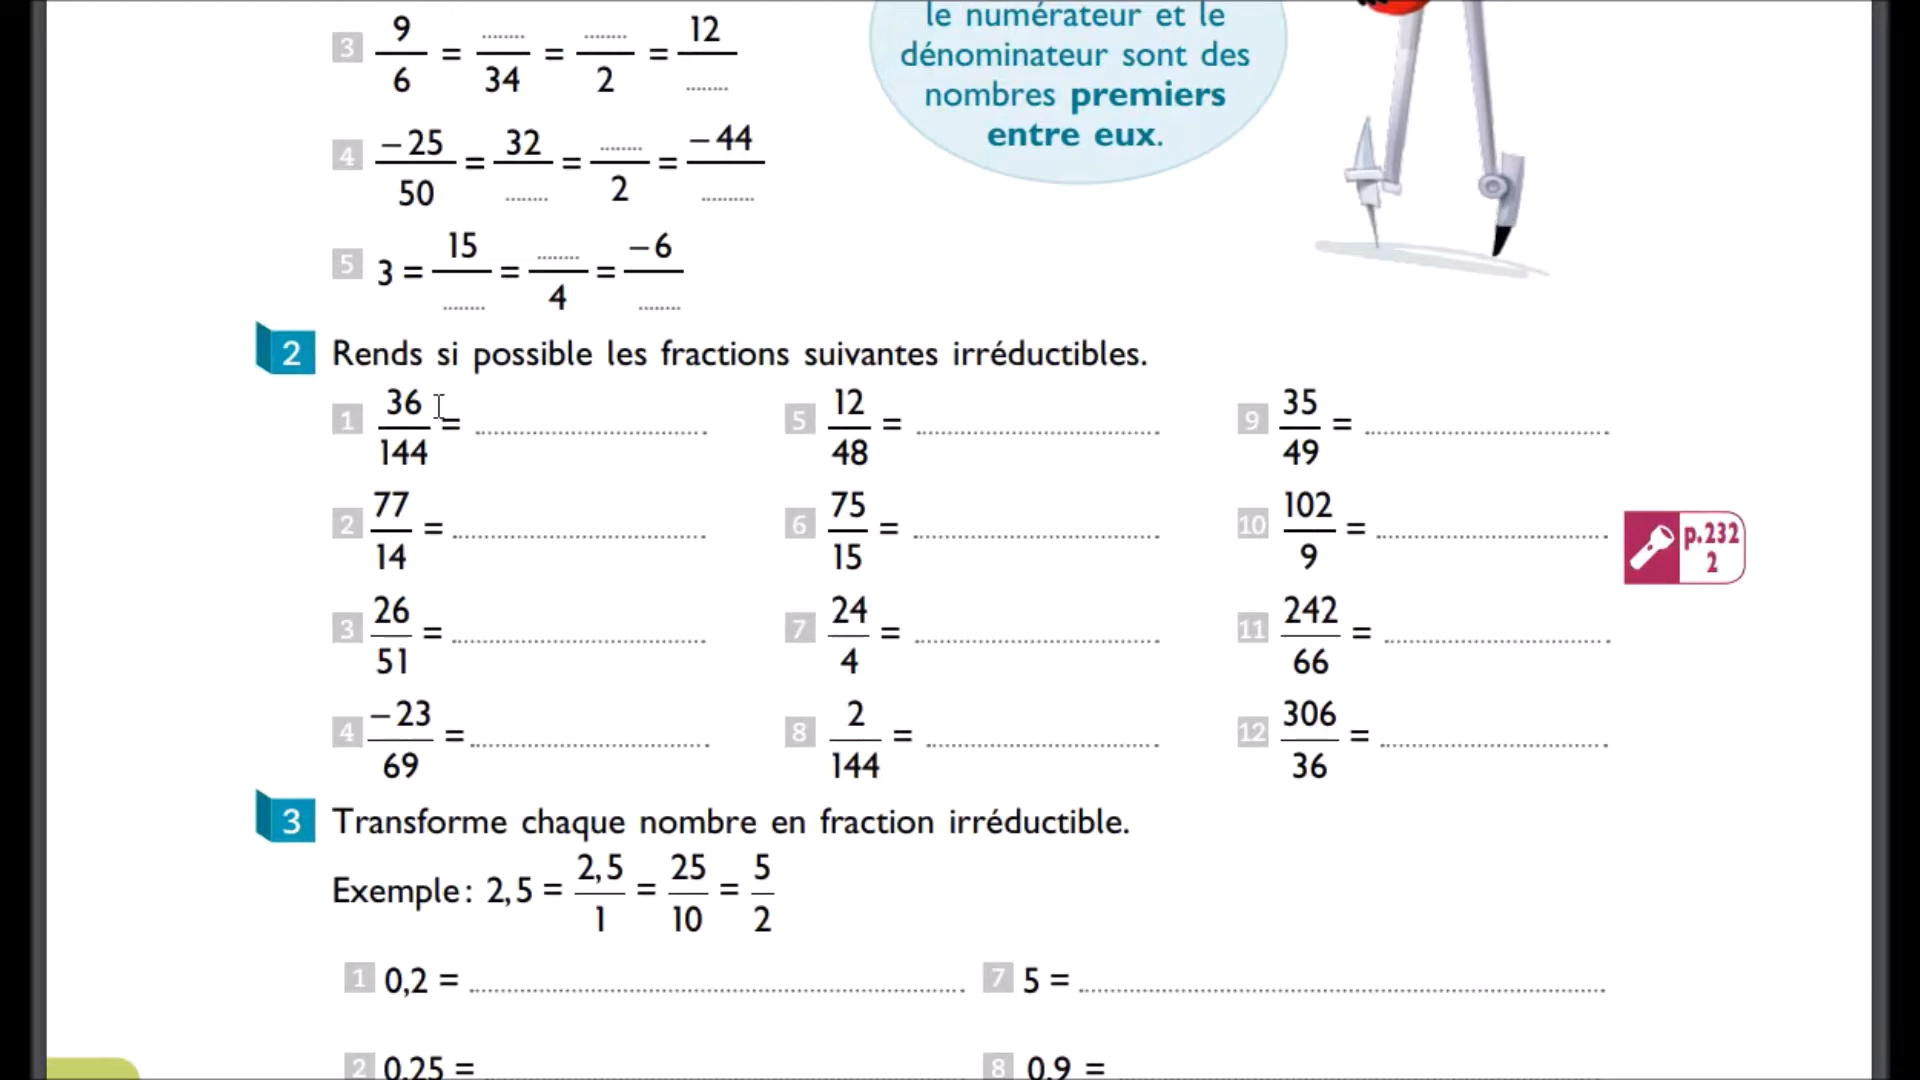 le numérateur et le
dénominateur sont des
nombres premiers
entre eux.
3 9/6 = ........./34 = ........./2 = 12/.........
4 −25/50 = 32/......... = ........./2 = −44/..........
5 3 = 15/......... = ........./4 = −6/.........
2 Rends si possible les fractions suivantes irréductibles.
1 36/144 = .........
5 12/48 = .........
9 35/49 = .........
2 77/14 = .........
6 75/15 = .........
10 102/9 = .........
p.232
2
3 26/51 = .........
7 24/4 = .........
11 242/66 = .........
4 −23/69 = .........
8 2/144 = .........
12 306/36 = .........
3 Transforme chaque nombre en fraction irréductible.
Exemple : 2,5 = 2,5/1 = 25/10 = 5/2
1 0,2 = .........
7 5 = .........
2 0,25 = .........
8 0,9 = .........